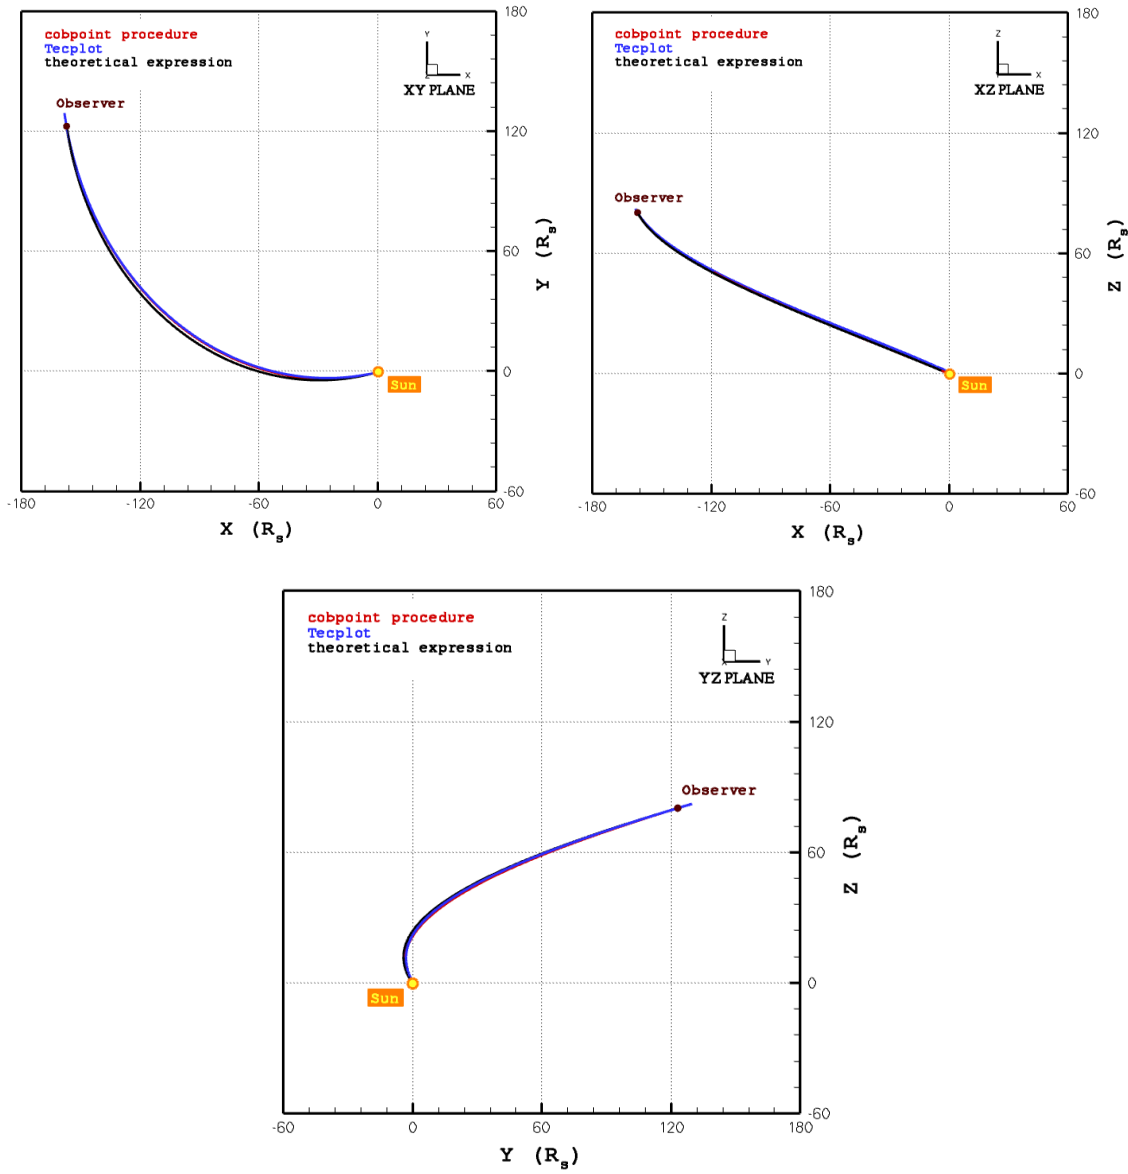 cobpoint procedure
Tecplot
theoretical expression
Y
Z X
XY PLANE
Observer
Sun
180
120
60
0
-60
Y (Rs)
-180 -120 -60 0 60
X (Rs)
cobpoint procedure
Tecplot
theoretical expression
Z
X
XZ PLANE
Observer
Sun
180
120
60
0
-60
Z (Rs)
-180 -120 -60 0 60
X (Rs)
cobpoint procedure
Tecplot
theoretical expression
Z
X Y
YZ PLANE
Observer
Sun
180
120
60
0
-60
Z (Rs)
-60 0 60 120 180
Y (Rs)